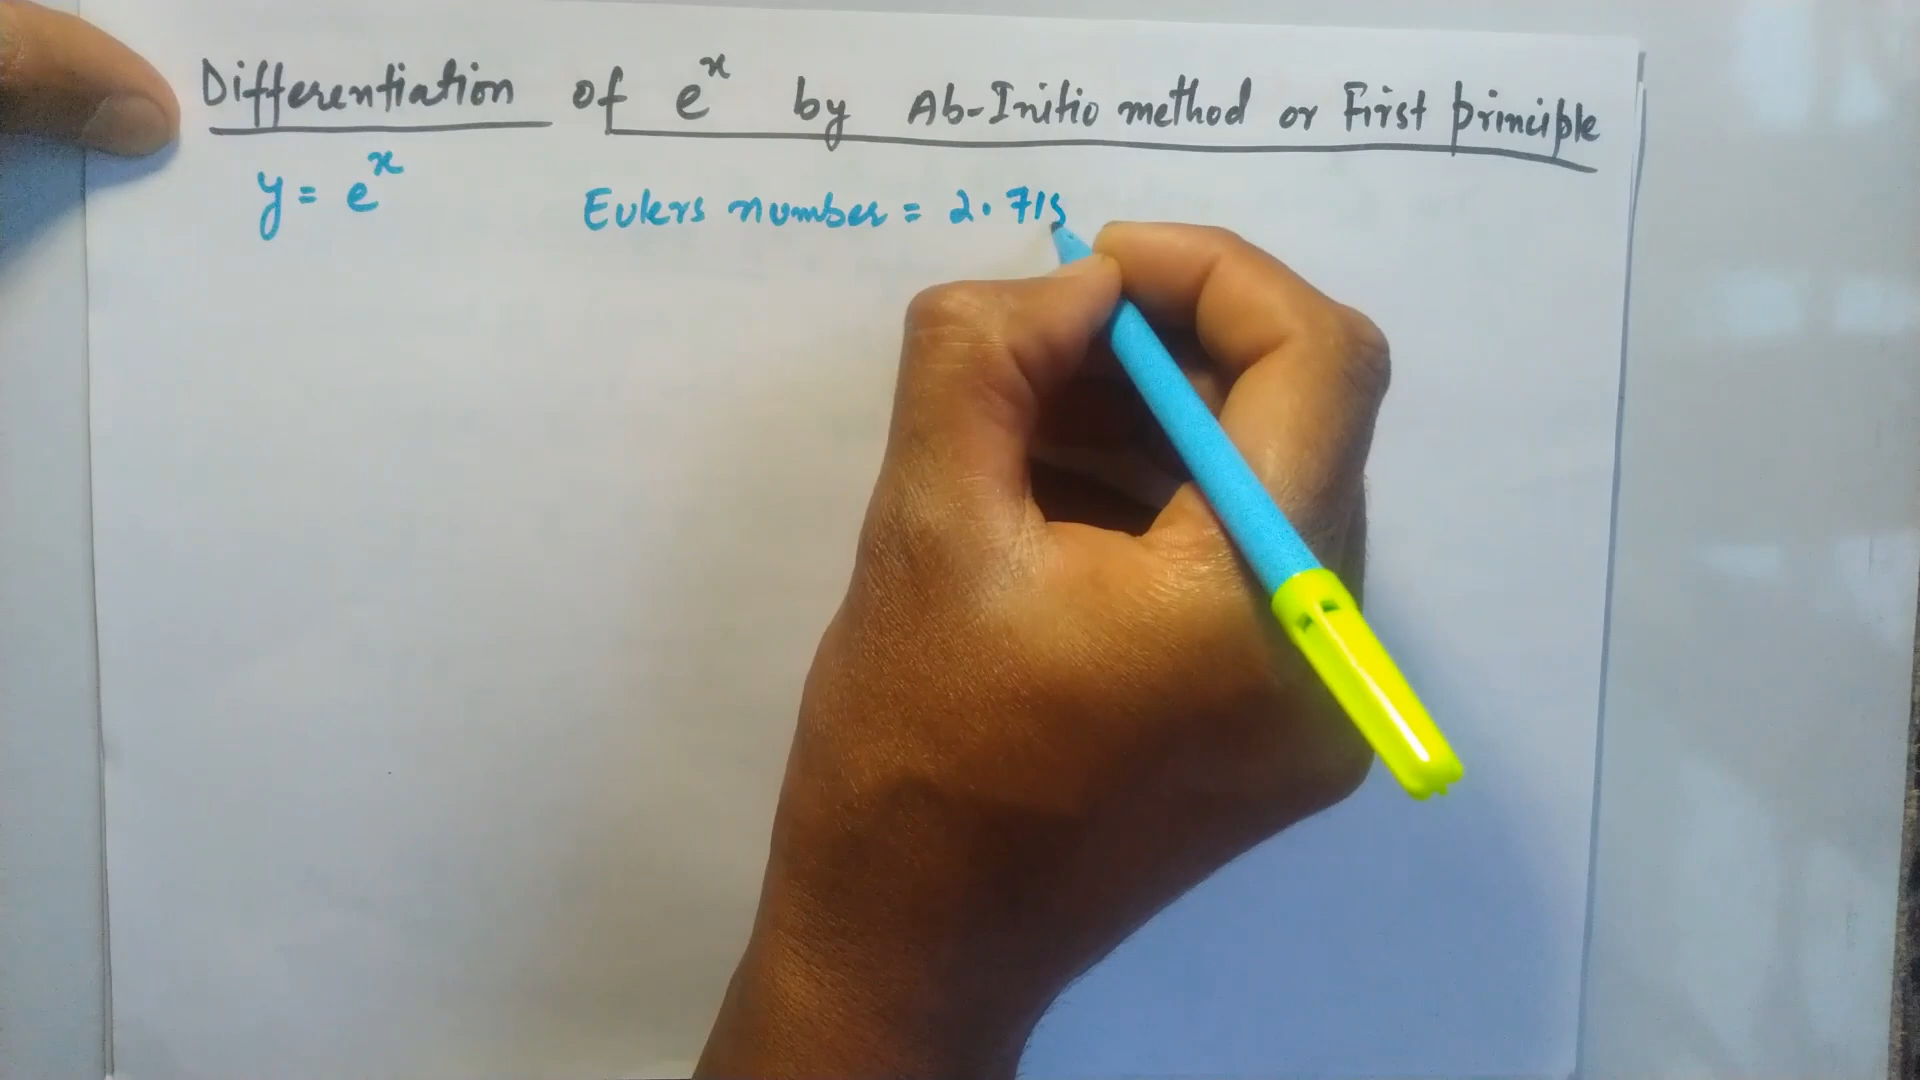 Differentiation of e^x by Ab-Initio method or First principle
y = e^x Eulers number = 2.71